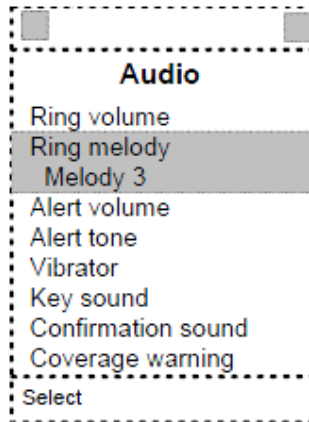 Audio
Ring volume
Ring melody
Melody 3
Alert volume
Alert tone
Vibrator
Key sound
Confirmation sound
Coverage warning
Select